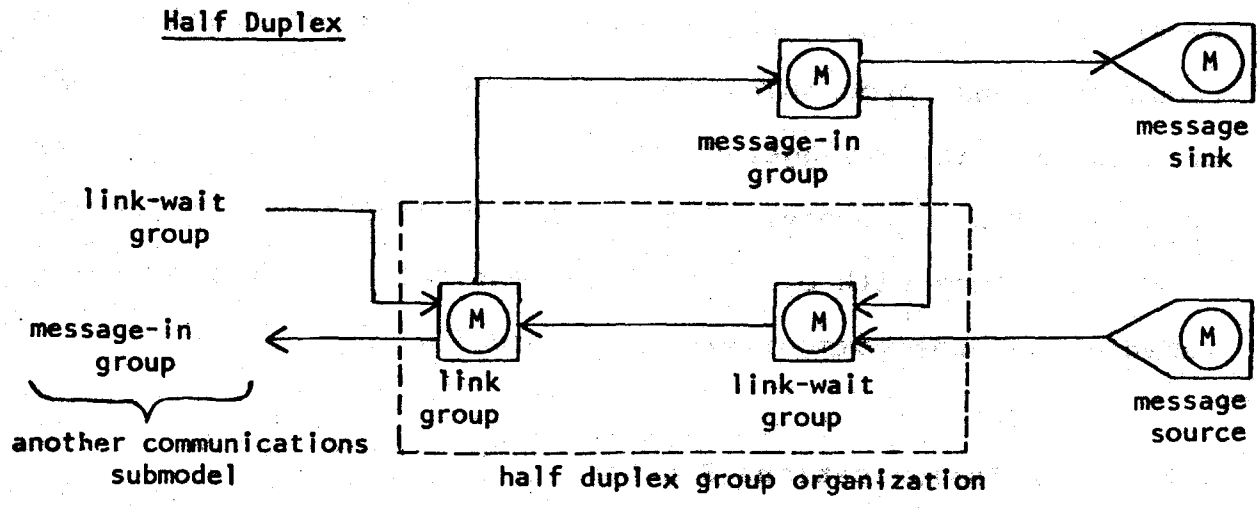 Half Duplex
M
M
message-in
group
message
sink
link-wait
group
M
M
M
message-in
group
link
group
link-wait
group
message
source
another communications
submodel
half duplex group organization